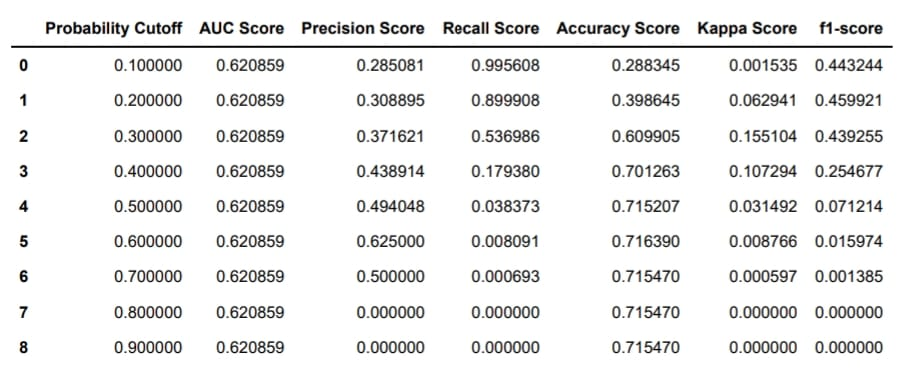 Probability Cutoff AUC Score Precision Score Recall Score Accuracy Score Kappa Score f1-score
0 0.100000 0.620859 0.285081 0.995608 0.288345 0.001535 0.443244
1 0.200000 0.620859 0.308895 0.899908 0.398645 0.062941 0.459921
2 0.300000 0.620859 0.371621 0.536986 0.609905 0.155104 0.439255
3 0.400000 0.620859 0.438914 0.179380 0.701263 0.107294 0.254677
4 0.500000 0.620859 0.494048 0.038373 0.715207 0.031492 0.071214
5 0.600000 0.620859 0.625000 0.008091 0.716390 0.008766 0.015974
6 0.700000 0.620859 0.500000 0.000693 0.715470 0.000597 0.001385
7 0.800000 0.620859 0.000000 0.000000 0.715470 0.000000 0.000000
8 0.900000 0.620859 0.000000 0.000000 0.715470 0.000000 0.000000